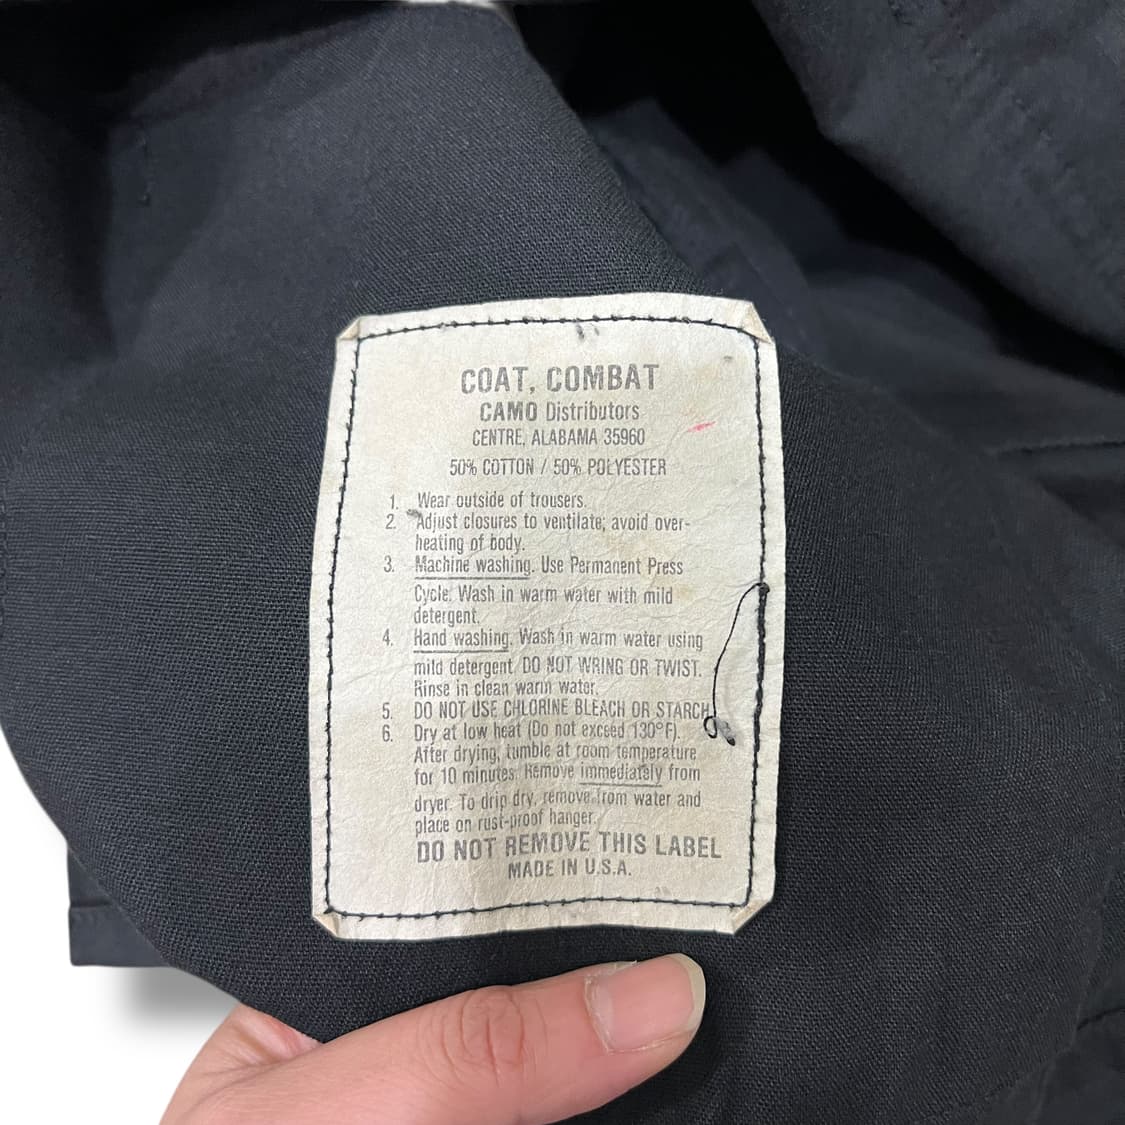 COAT, COMBAT
CAMO Distributors
CENTRE, ALABAMA 35960
50% COTTON / 50% POLYESTER
1. Wear outside of trousers.
2. Adjust closures to ventilate; avoid over-
heating of body.
3. Machine washing. Use Permanent Press
Cycle. Wash in warm water with mild
detergent.
4. Hand washing. Wash in warm water using
mild detergent. DO NOT WRING OR TWIST.
Rinse in clean warm water.
5. DO NOT USE CHLORINE BLEACH OR STARCH.
6. Dry at low heat (Do not exceed 130°F).
After drying, tumble at room temperature
for 10 minutes. Remove immediately from
dryer. To drip dry, remove from water and
place on rust-proof hanger.
DO NOT REMOVE THIS LABEL
MADE IN U.S.A.